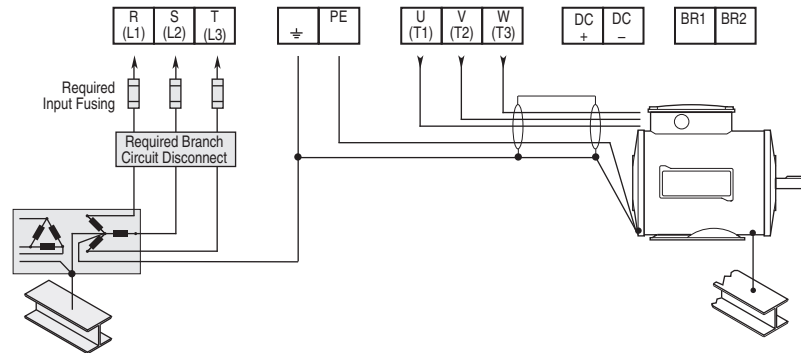 R S T PE U V W DC DC BR1 BR2
(L1) (L2) (L3) ⏚ (T1) (T2) (T3) + –
Required
Input Fusing
Required Branch
Circuit Disconnect